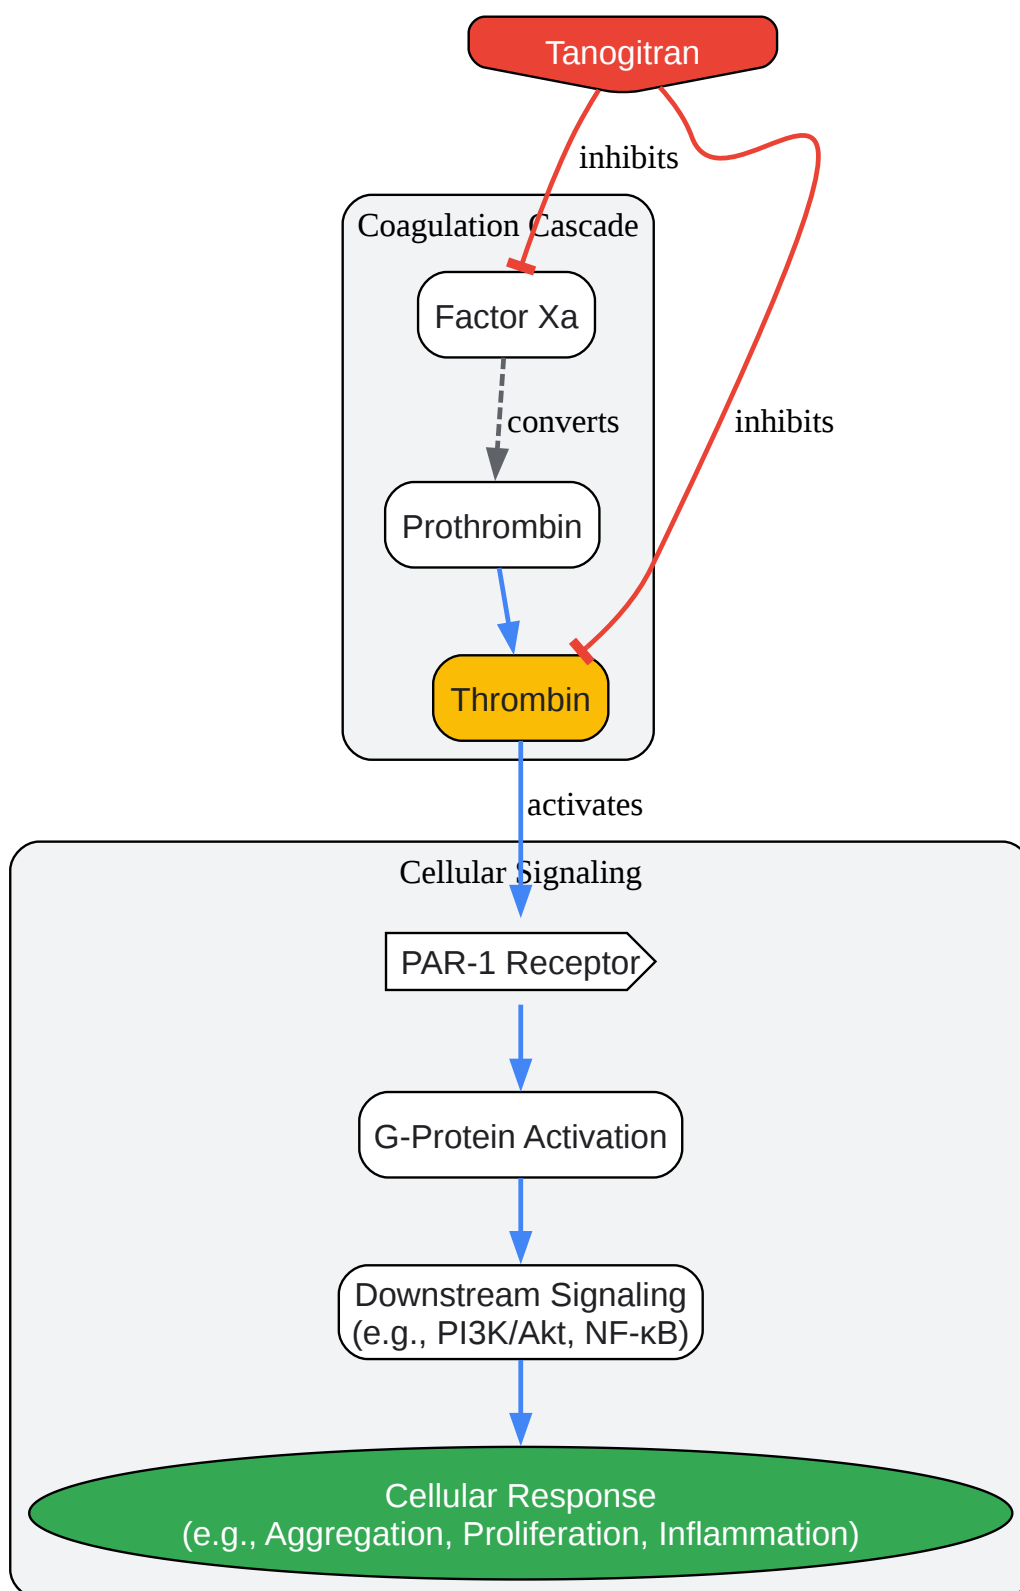 Tanogitran
inhibits
Coagulation Cascade
Factor Xa
converts
inhibits
Prothrombin
Thrombin
activates
Cellular Signaling
PAR-1 Receptor
G-Protein Activation
Downstream Signaling
(e.g., PI3K/Akt, NF-κB)
Cellular Response
(e.g., Aggregation, Proliferation, Inflammation)